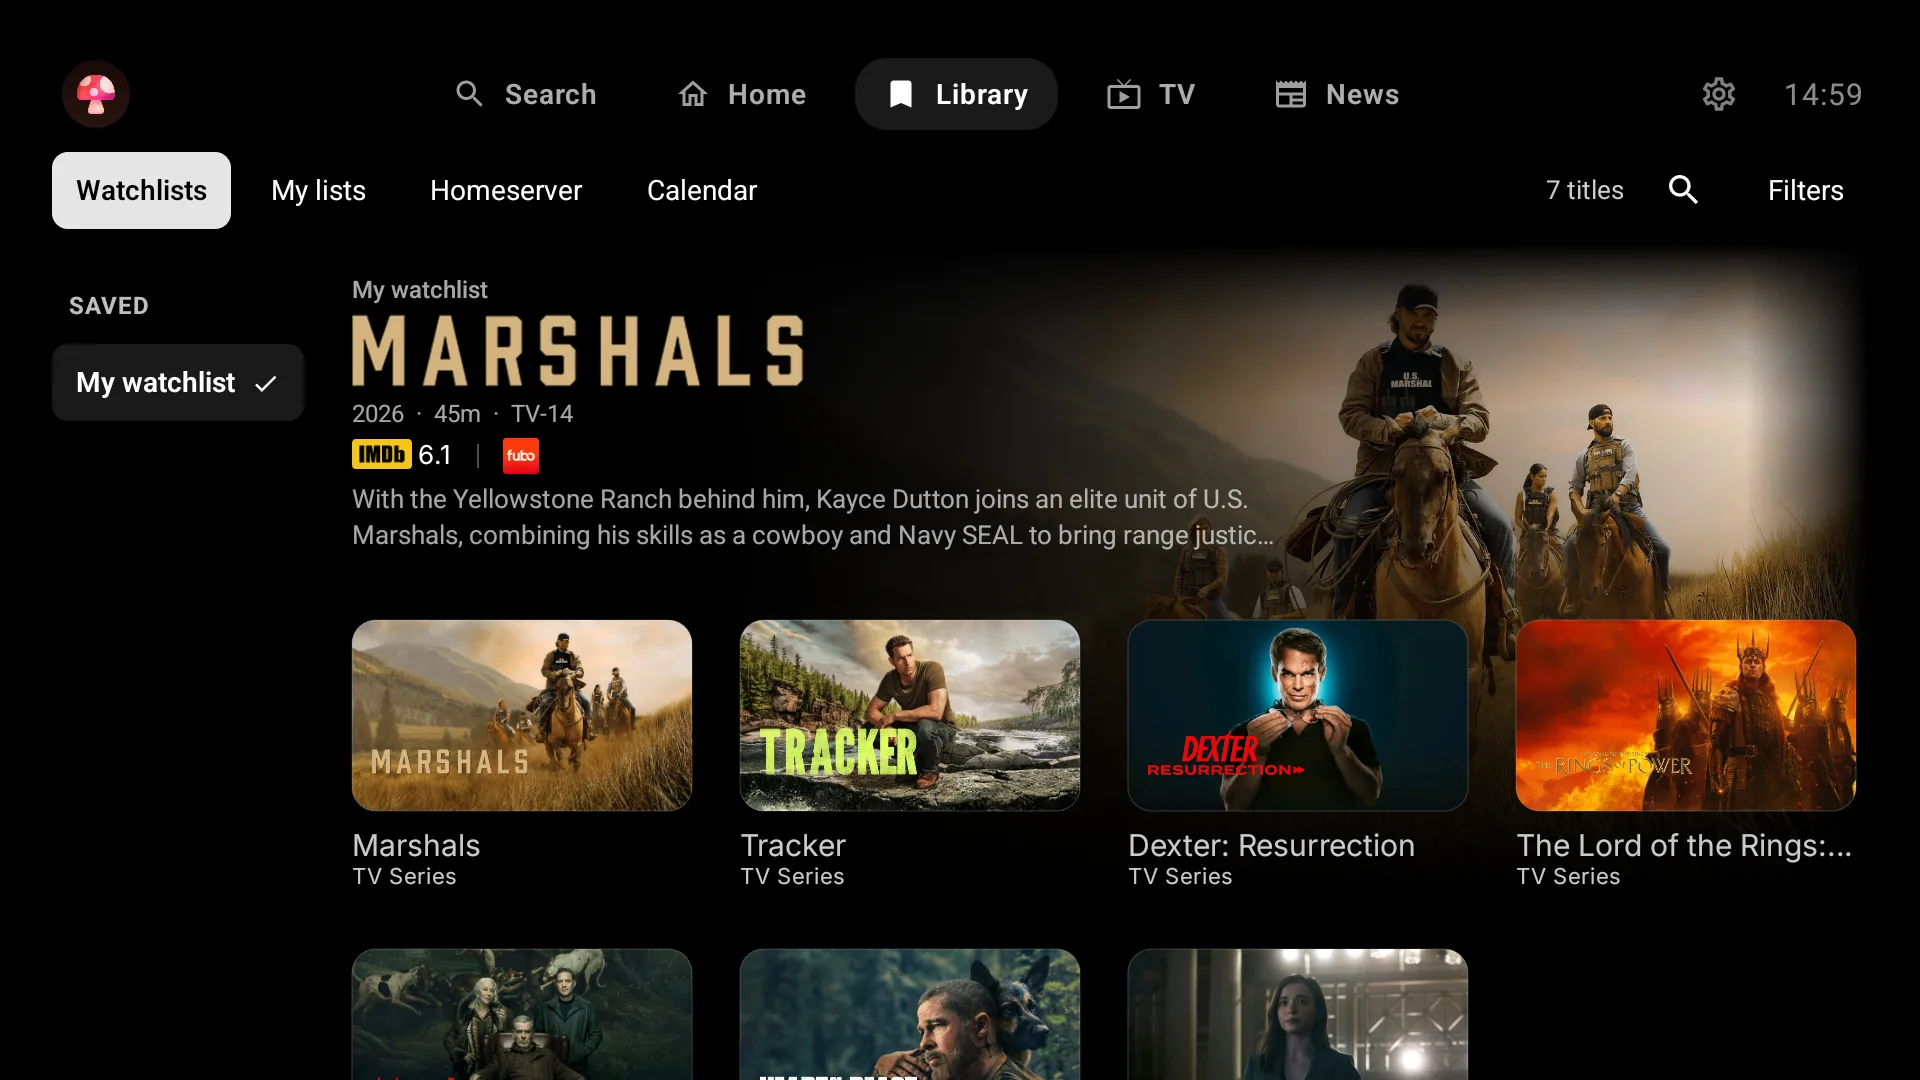 Search
Home
Library
TV
News
14:59
Watchlists
My lists
Homeserver
Calendar
7 titles
Filters
SAVED
My watchlist
My watchlist
MARSHALS
2026 · 45m · TV-14
IMDb 6.1 | fubo
With the Yellowstone Ranch behind him, Kayce Dutton joins an elite unit of U.S.
Marshals, combining his skills as a cowboy and Navy SEAL to bring range justic...
U.S.
MARSHAL
MARSHALS
TRACKER
DEXTER
RESURRECTION
THE RINGS OF POWER
Marshals
TV Series
Tracker
TV Series
Dexter: Resurrection
TV Series
The Lord of the Rings:...
TV Series